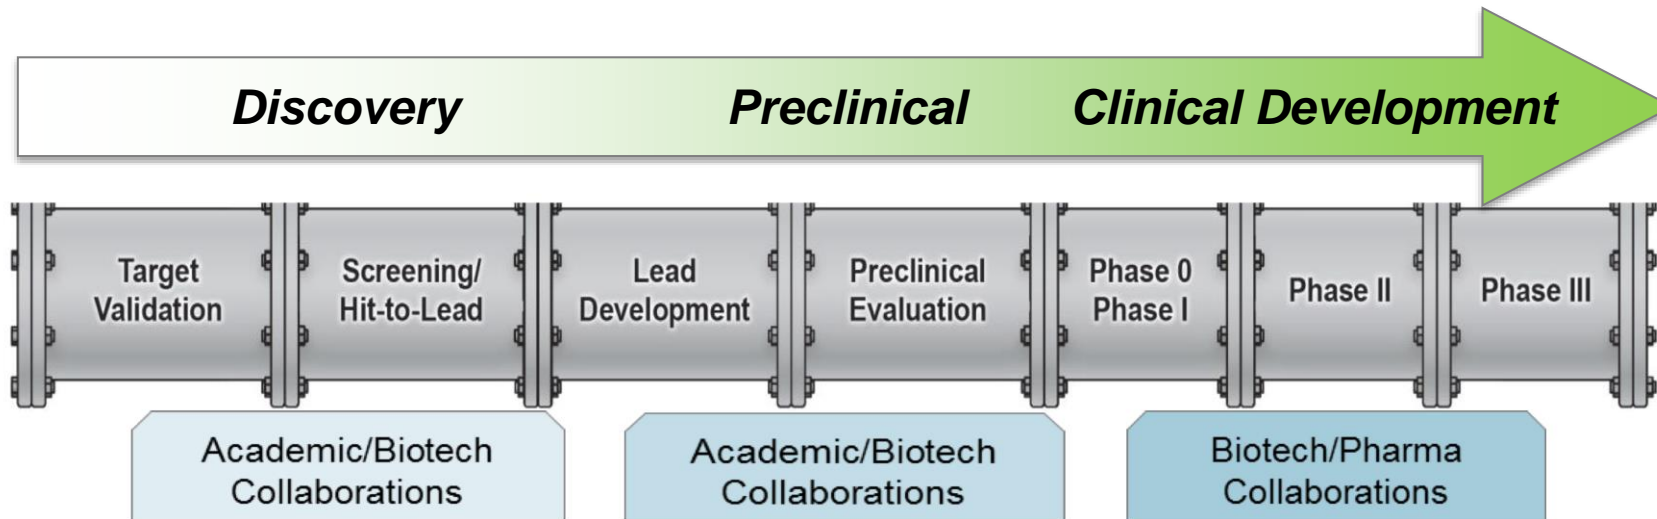 Discovery
Preclinical
Clinical Development
Target
Validation
Screening/
Hit-to-Lead
Lead
Development
Preclinical
Evaluation
Phase 0
Phase I
Phase II
Phase III
Academic/Biotech
Collaborations
Academic/Biotech
Collaborations
Biotech/Pharma
Collaborations